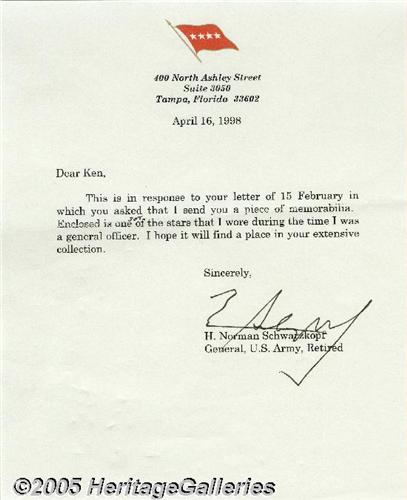 400 North Ashley Street
Suite 3050
Tampa, Florida 33602
April 16, 1998
Dear Ken,
This is in response to your letter of 15 February in
which you asked that I send you a piece of memorabilia.
Enclosed is one of the stars that I wore during the time I was
a general officer. I hope it will find a place in your extensive
collection.
Sincerely,
H. Norman Schwarzkopf
General, U.S. Army, Retired
©2005 HeritageGalleries